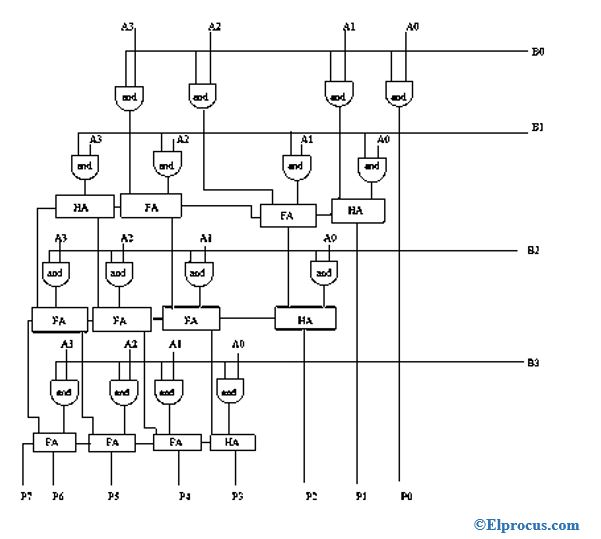 A3 A2 A1 A0
B0
and and and and
B1
A3 A2 A1 A0
and and and and
HA FA FA HA
A3 A2 A1 A0
B2
and and and and
FA FA FA HA
A3 A2 A1 A0
B3
and and and and
FA FA FA HA
P7 P6 P5 P4 P3 P2 P1 P0
©Elprocus.com